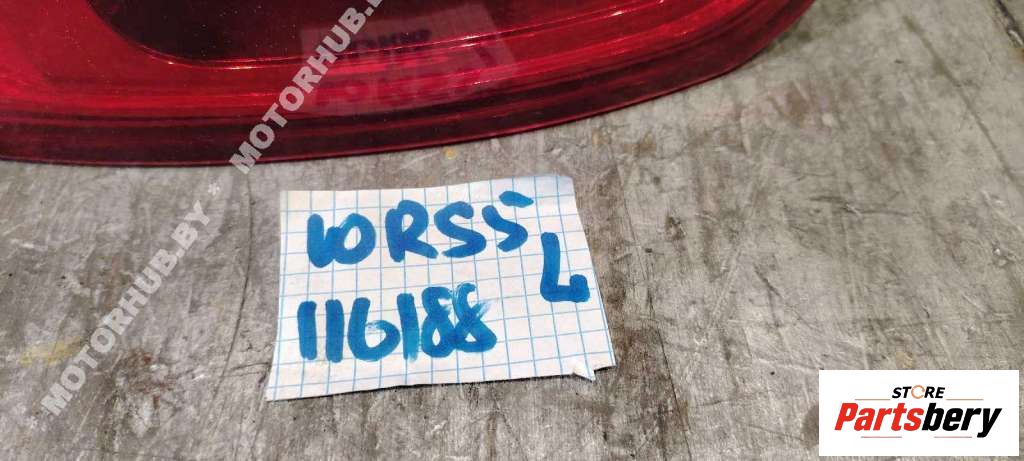 MOTORHUB.BY * MOTORHUB.BY
10RS5
L
116188
STORE
Partsbery